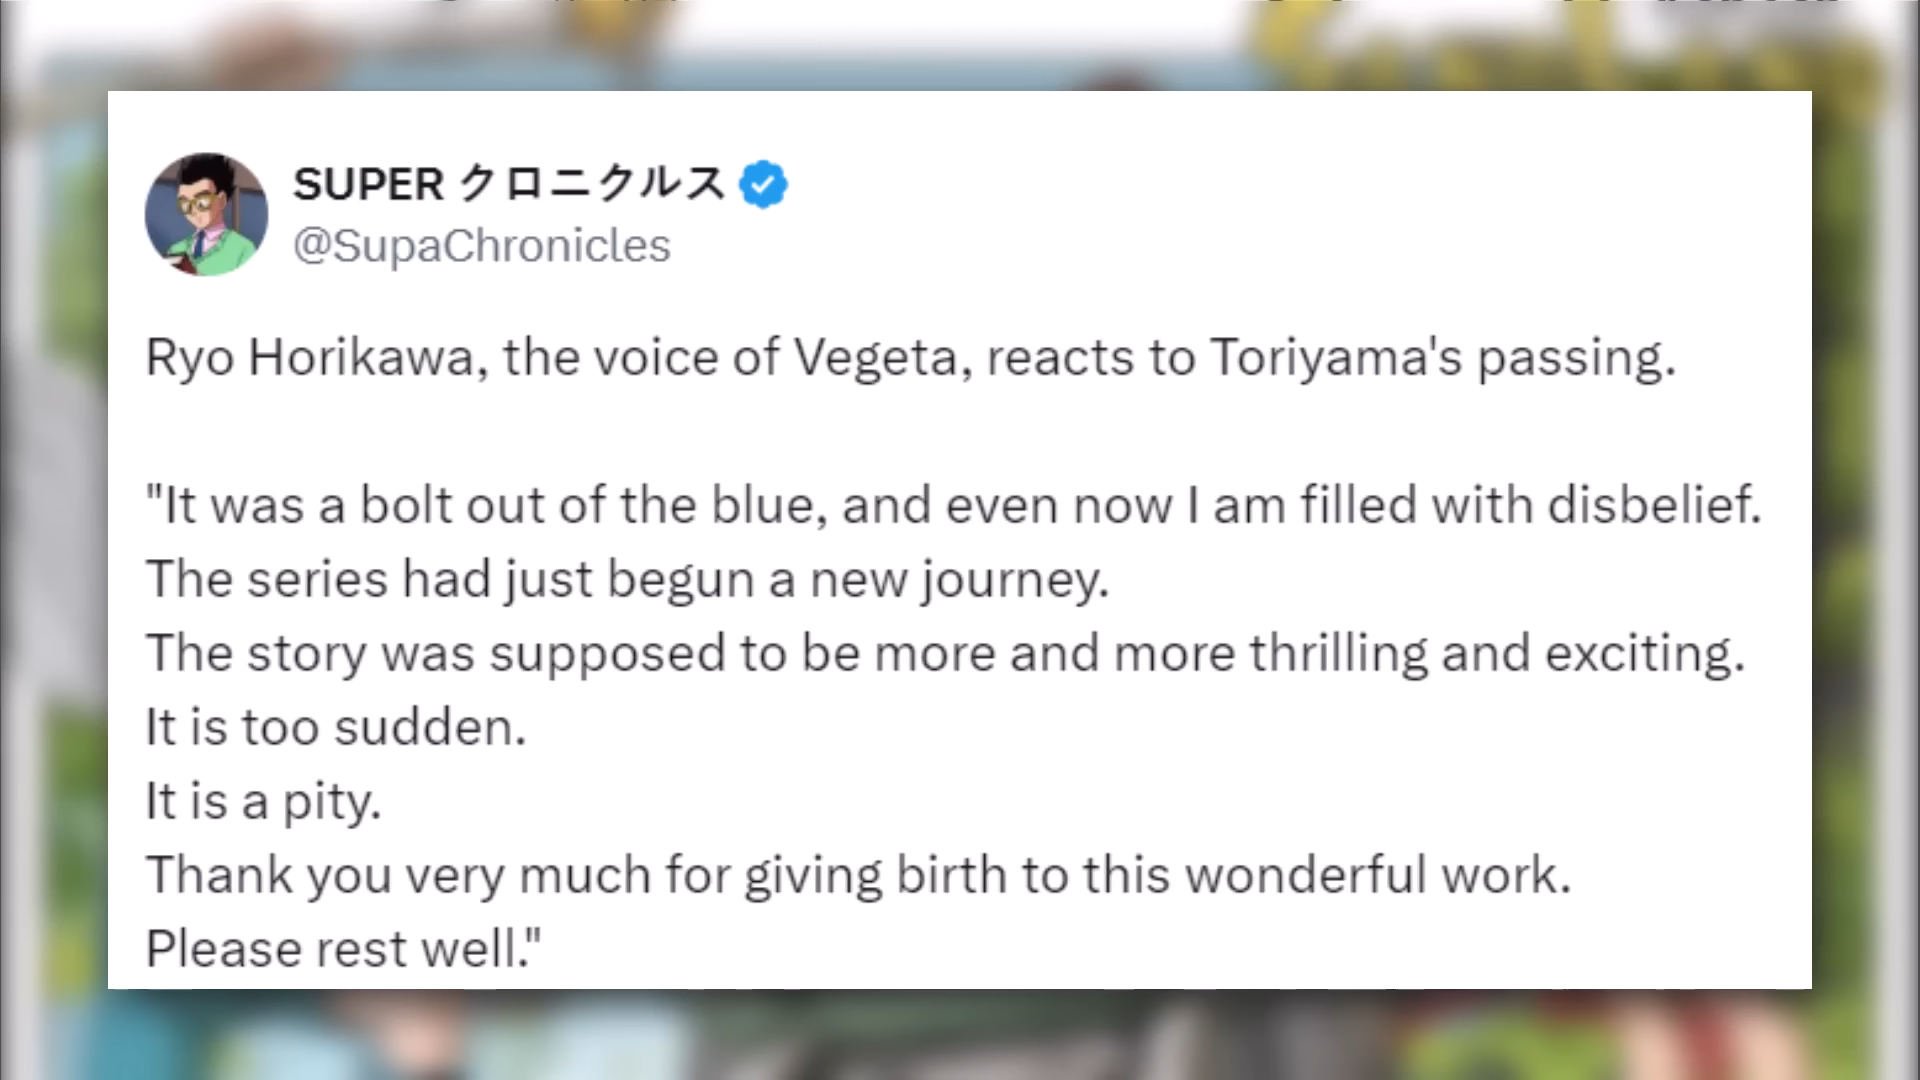 SUPER クロニクルス
@SupaChronicles
Ryo Horikawa, the voice of Vegeta, reacts to Toriyama's passing.
"It was a bolt out of the blue, and even now I am filled with disbelief.
The series had just begun a new journey.
The story was supposed to be more and more thrilling and exciting.
It is too sudden.
It is a pity.
Thank you very much for giving birth to this wonderful work.
Please rest well."